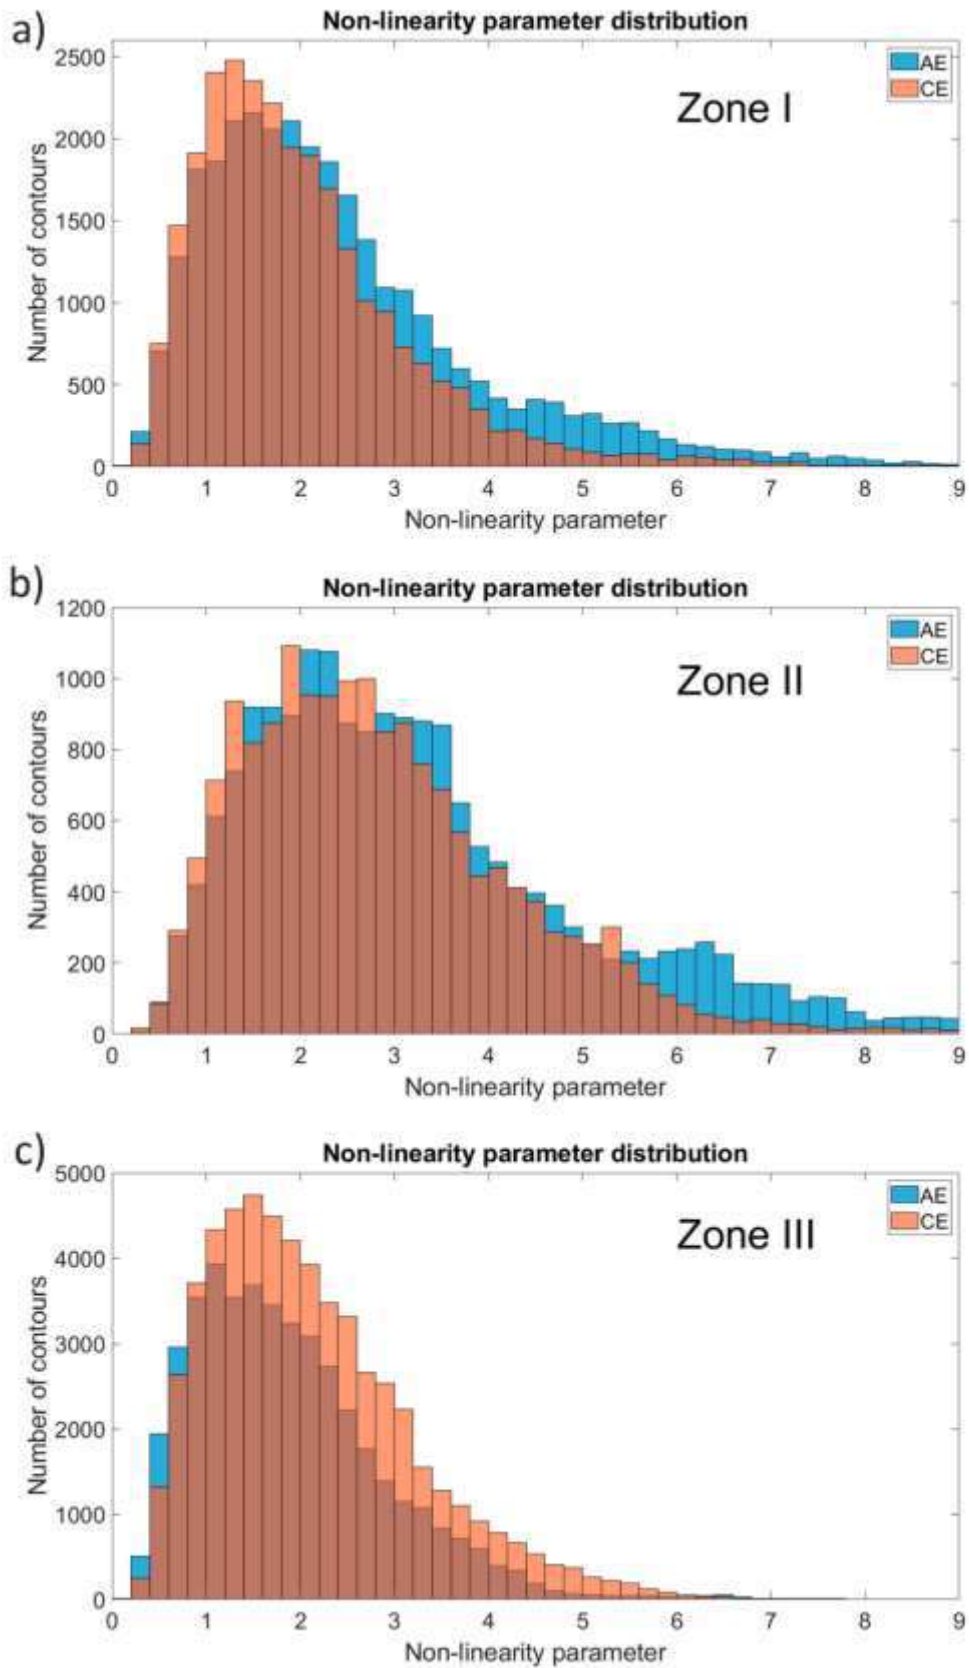 a)
Non-linearity parameter distribution
2500
2000
1500
1000
500
0
Number of contours
Zone I
AE
CE
0 1 2 3 4 5 6 7 8 9
Non-linearity parameter
b)
Non-linearity parameter distribution
1200
1000
800
600
400
200
0
Number of contours
Zone II
AE
CE
0 1 2 3 4 5 6 7 8 9
Non-linearity parameter
c)
Non-linearity parameter distribution
5000
4000
3000
2000
1000
0
Number of contours
Zone III
AE
CE
0 1 2 3 4 5 6 7 8 9
Non-linearity parameter